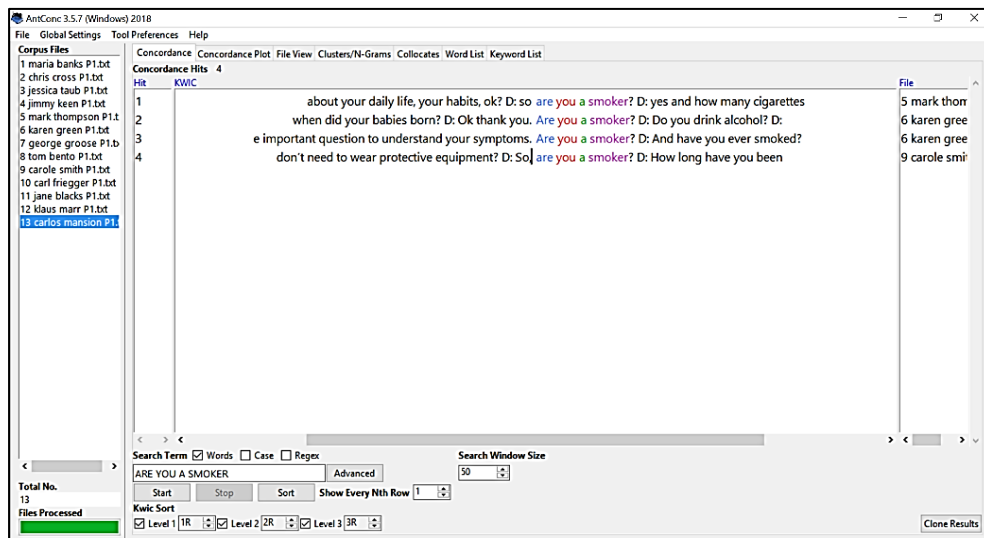 AntConc 3.5.7 (Windows) 2018
File Global Settings Tool Preferences Help
Corpus Files
1 maria banks P1.txt
2 chris cross P1.txt
3 jessica taub P1.txt
4 jimmy keen P1.txt
5 mark thompson P1.t
6 karen green P1.txt
7 george groose P1.t
8 tom bento P1.txt
9 carole smith P1.txt
10 carl friegger P1.txt
11 jane blacks P1.txt
12 klaus marr P1.txt
13 carlos mansion P1.
Total No.
13
Files Processed
Concordance Concordance Plot File View Clusters/N-Grams Collocates Word List Keyword List
Concordance Hits 4
Hit KWIC File
1 about your daily life, your habits, ok? D: so are you a smoker? D: yes and how many cigarettes 5 mark thom
2 when did your babies born? D: Ok thank you. Are you a smoker? D: Do you drink alcohol? D: 6 karen gree
3 e important question to understand your symptoms. Are you a smoker? D: And have you ever smoked? 6 karen gree
4 don´t need to wear protective equipment? D: So, are you a smoker? D: How long have you been 9 carole smi
Search Term Words Case Regex Search Window Size
ARE YOU A SMOKER Advanced 50
Start Stop Sort Show Every Nth Row 1
Kwic Sort
Level 1 1R Level 2 2R Level 3 3R Clone Results